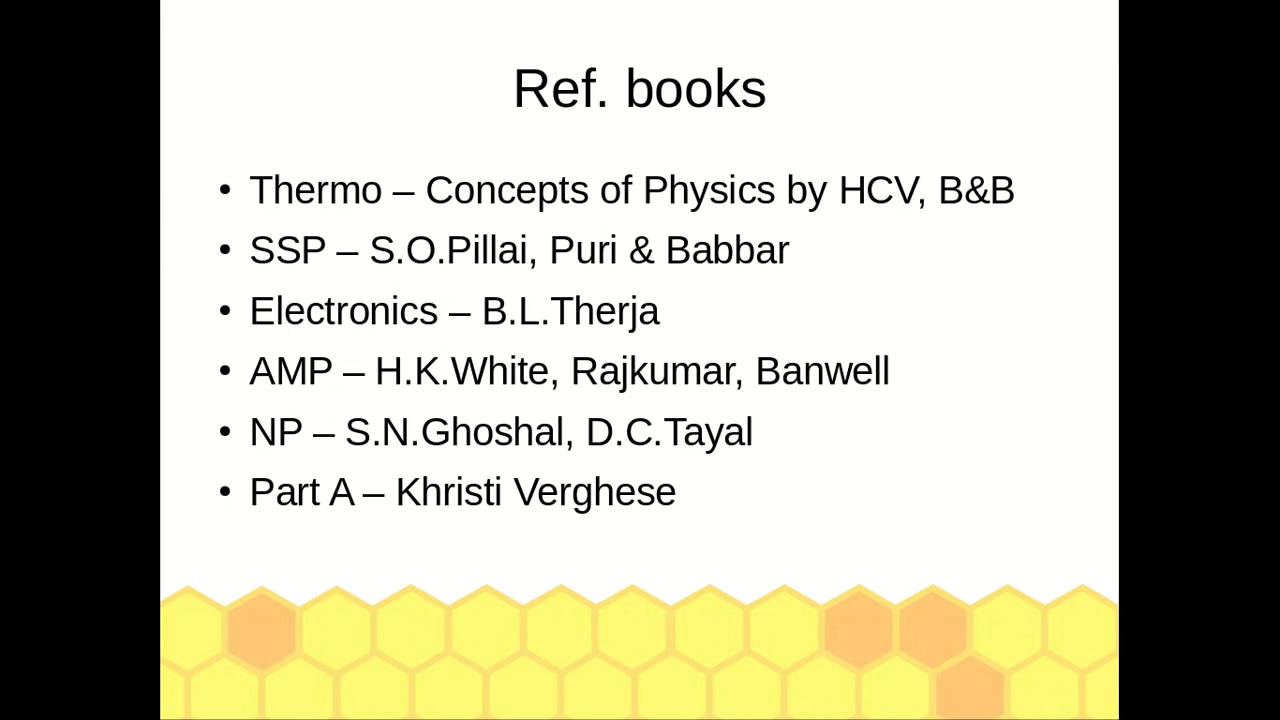 Ref. books
• Thermo – Concepts of Physics by HCV, B&B
• SSP – S.O.Pillai, Puri & Babbar
• Electronics – B.L.Therja
• AMP – H.K.White, Rajkumar, Banwell
• NP – S.N.Ghoshal, D.C.Tayal
• Part A – Khristi Verghese